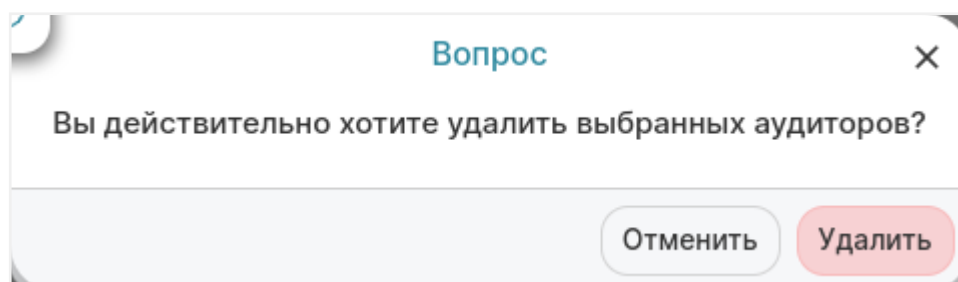 Вопрос
Вы действительно хотите удалить выбранных аудиторов?
Отменить Удалить